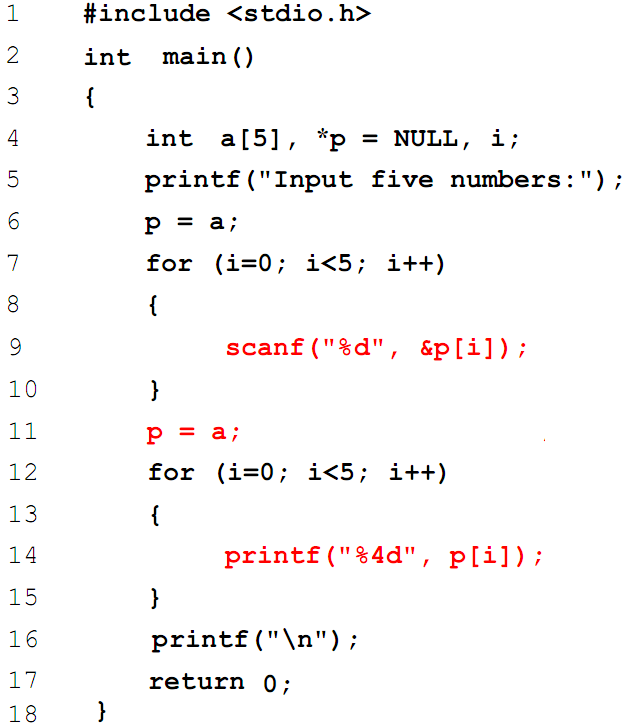 1 #include <stdio.h>
2 int main()
3 {
4 int a[5], *p = NULL, i;
5 printf("Input five numbers:");
6 p = a;
7 for (i=0; i<5; i++)
8 {
9 scanf("%d", &p[i]);
10 }
11 p = a;
12 for (i=0; i<5; i++)
13 {
14 printf("%4d", p[i]);
15 }
16 printf("\n");
17 return 0;
18 }